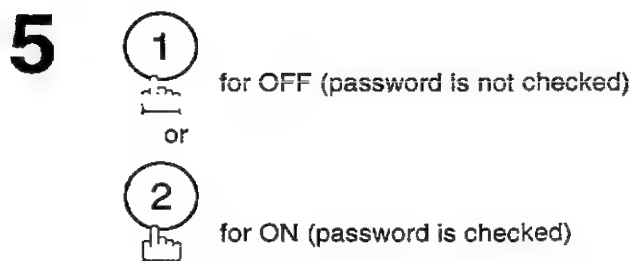 5
1
for OFF (password is not checked)
or
2
for ON (password is checked)